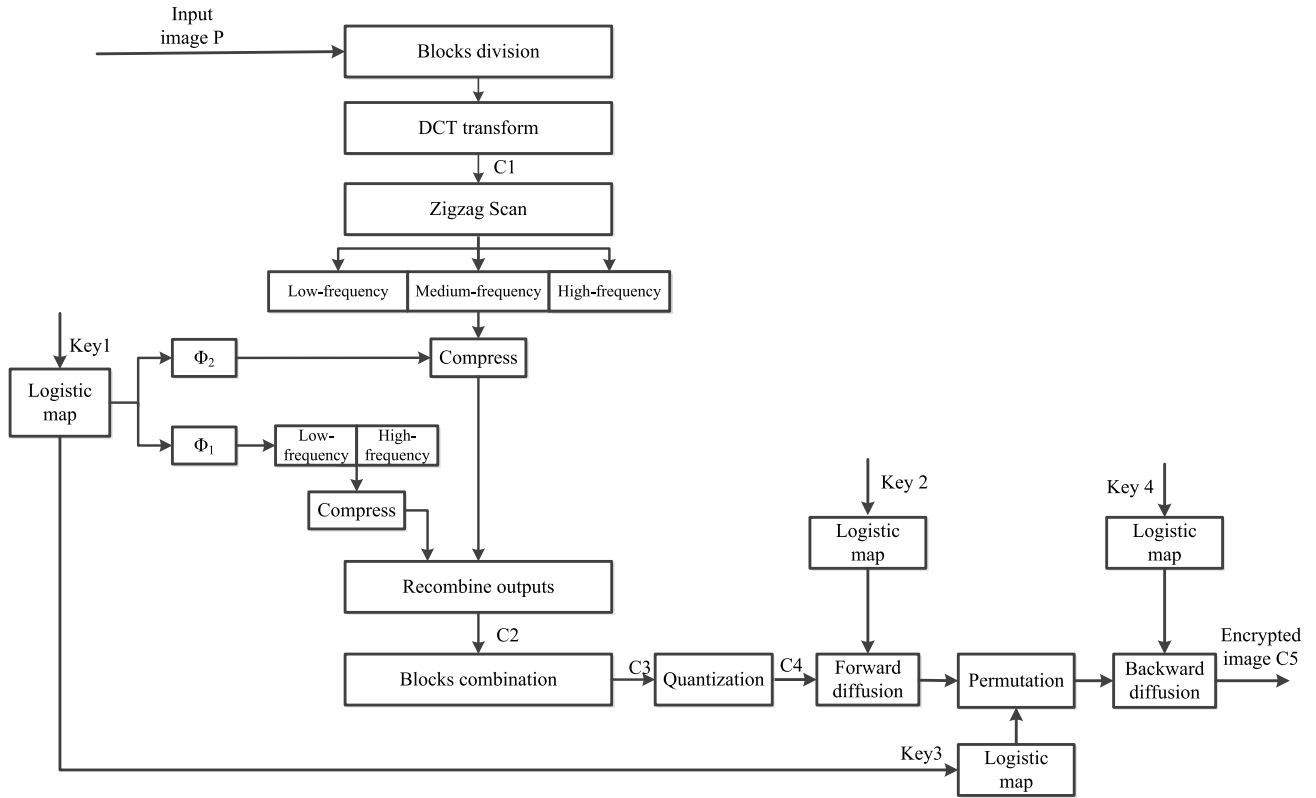 Input
image P
Blocks division
DCT transform
C1
Zigzag Scan
Low-frequency
Medium-frequency
High-frequency
Key1
Φ2
Compress
Logistic
map
Φ1
Low-
frequency
High-
frequency
Compress
Key 2
Key 4
Logistic
map
Logistic
map
Recombine outputs
C2
Blocks combination
C3
Quantization
C4
Forward
diffusion
Permutation
Backward
diffusion
Encrypted
image C5
Key3
Logistic
map